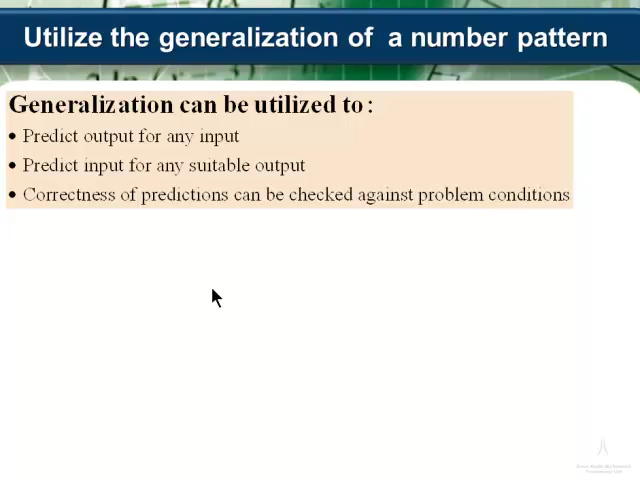 Utilize the generalization of a number pattern
Generalization can be utilized to:
• Predict output for any input
• Predict input for any suitable output
• Correctness of predictions can be checked against problem conditions